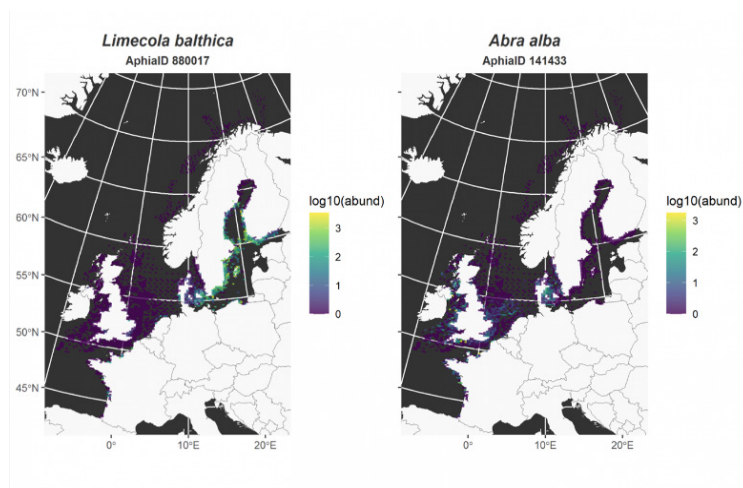 Limecola balthica
AphiaID 880017
70°N
65°N
60°N
55°N
50°N
45°N
0°
10°E
20°E
log10(abund)
3
2
1
0
Abra alba
AphiaID 141433
0°
10°E
20°E
log10(abund)
3
2
1
0